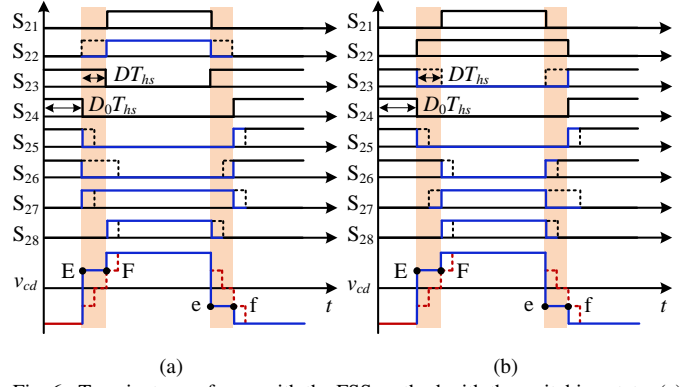 S21
S22
S23
S24
S25
S26
S27
S28
vcd
DThs
D0Ths
E
F
e
f
t
(a)
S21
S22
S23
S24
S25
S26
S27
S28
vcd
DThs
D0Ths
E
F
e
f
t
(b)